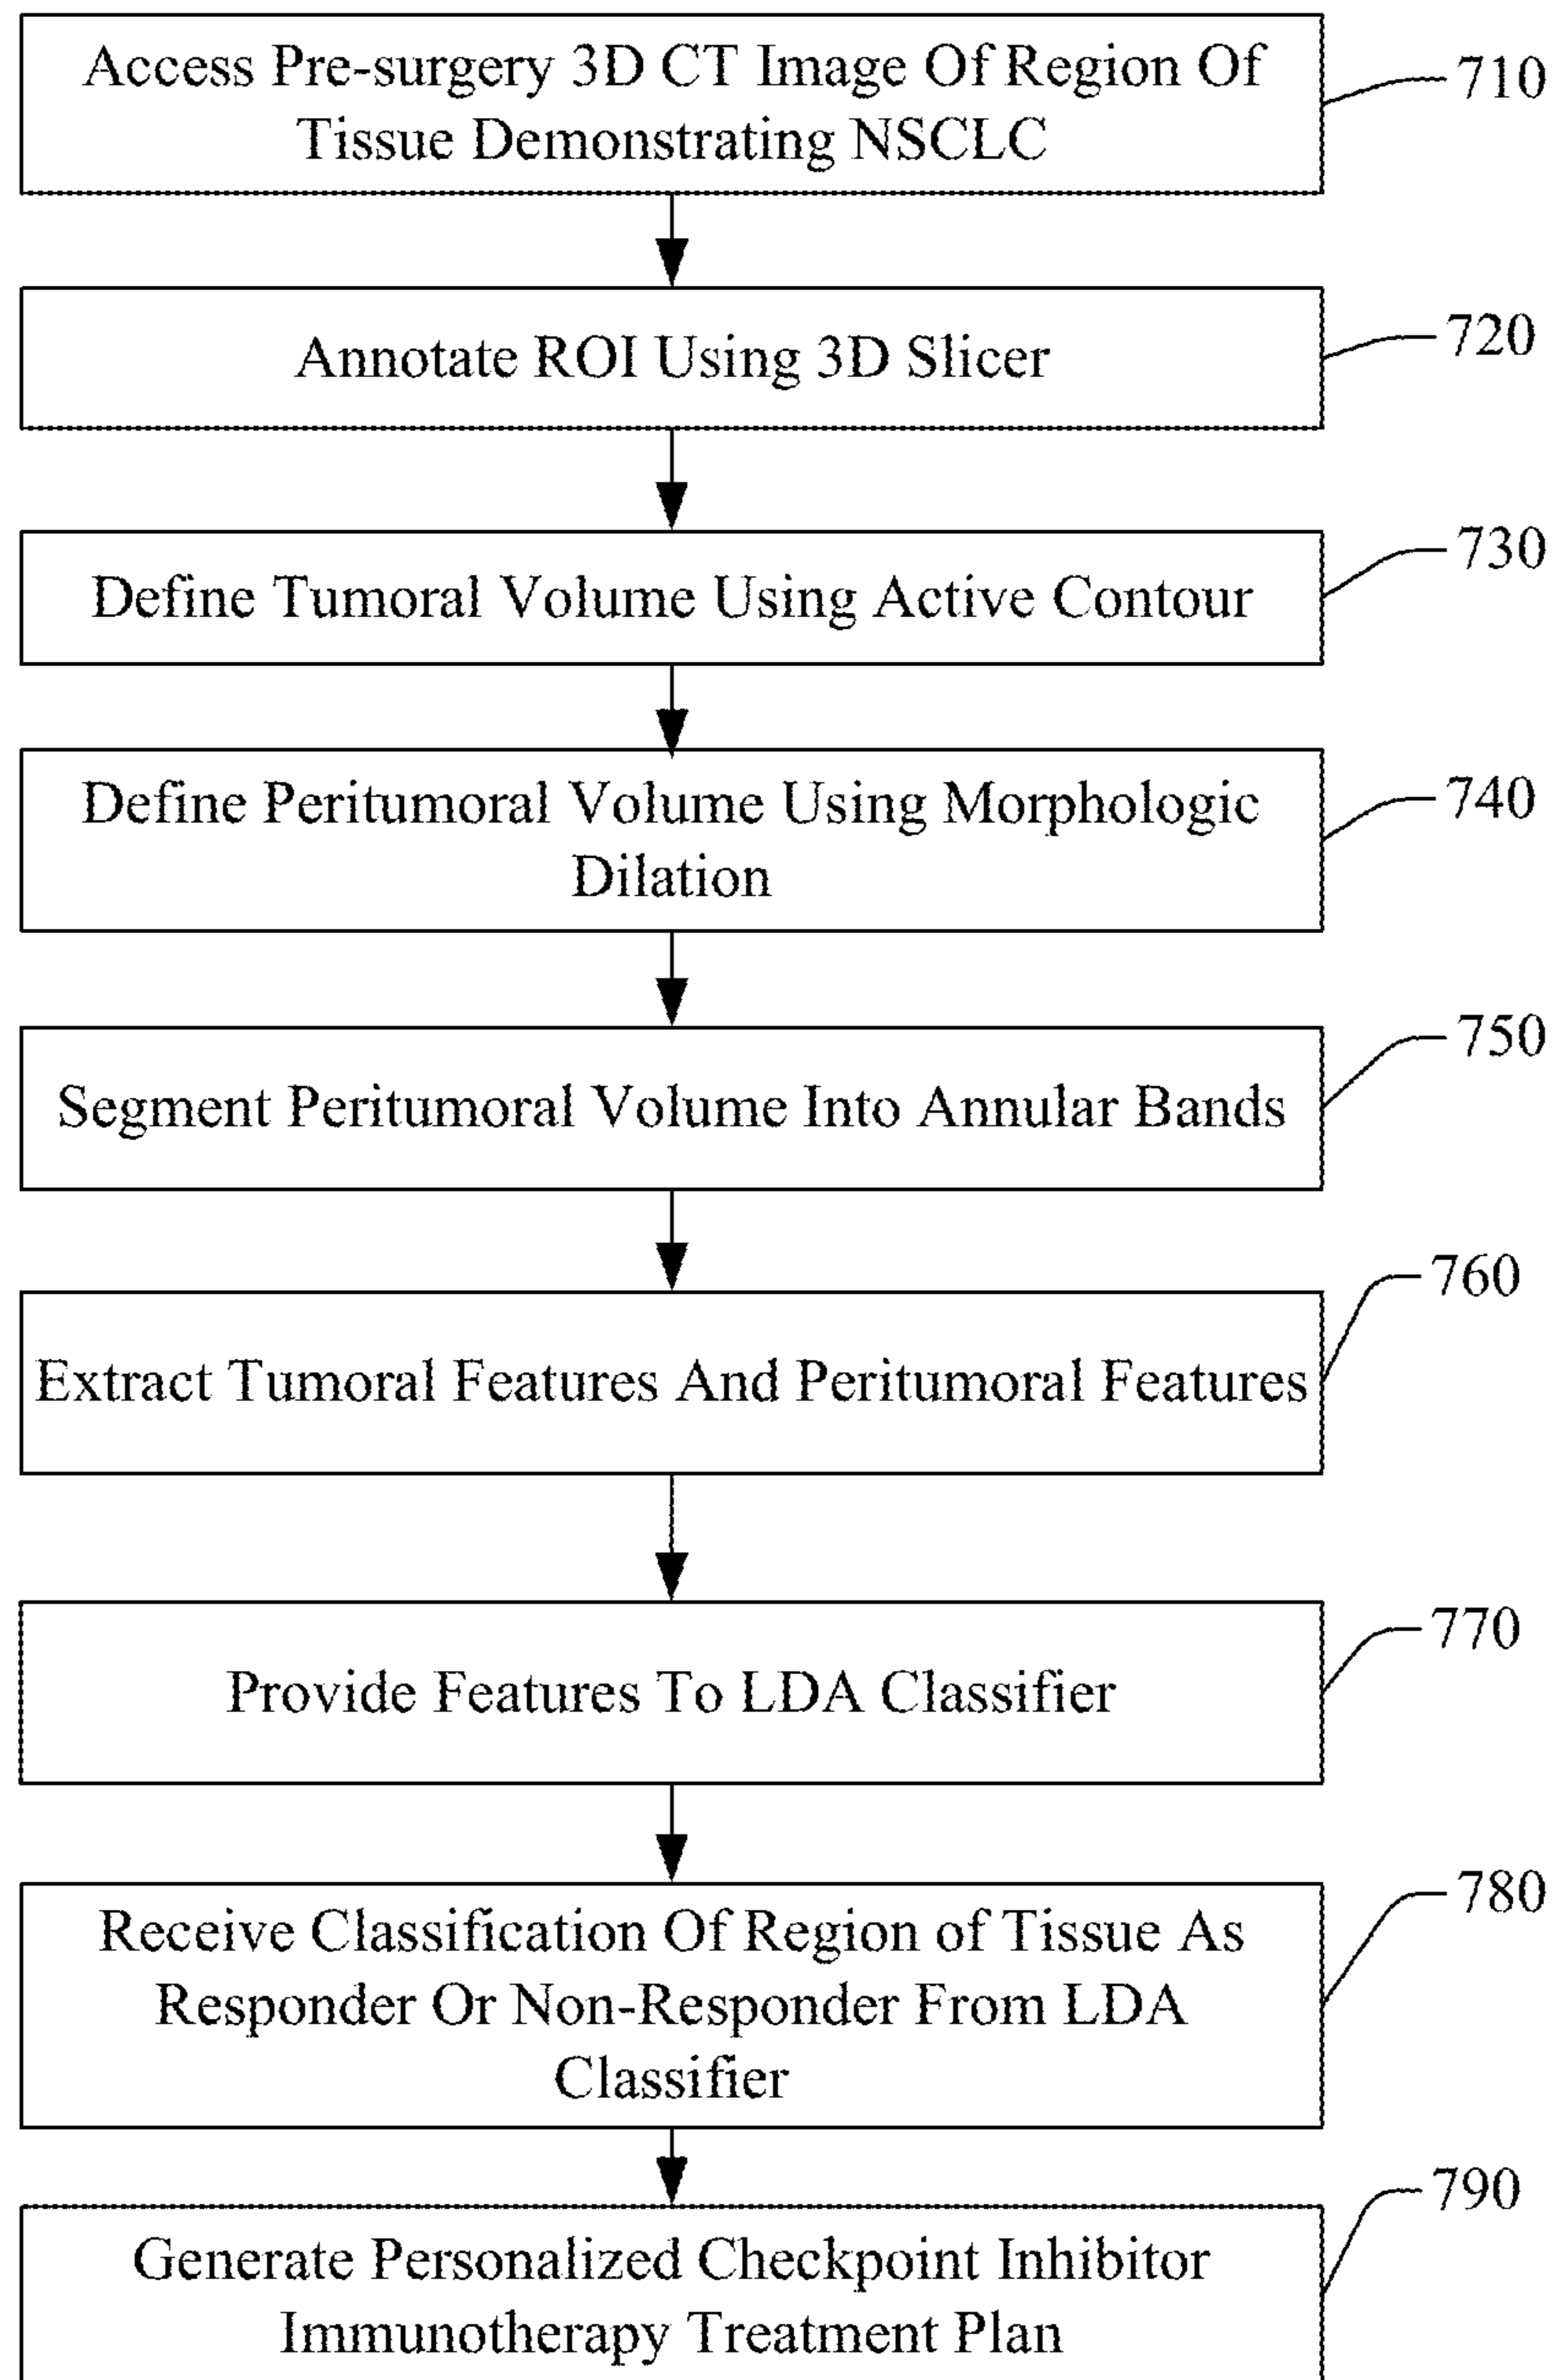 Access Pre-surgery 3D CT Image Of Region Of
Tissue Demonstrating NSCLC
710
Annotate ROI Using 3D Slicer
720
Define Tumoral Volume Using Active Contour
730
Define Peritumoral Volume Using Morphologic
Dilation
740
Segment Peritumoral Volume Into Annular Bands
750
Extract Tumoral Features And Peritumoral Features
760
Provide Features To LDA Classifier
770
Receive Classification Of Region of Tissue As
Responder Or Non-Responder From LDA
Classifier
780
Generate Personalized Checkpoint Inhibitor
Immunotherapy Treatment Plan
790